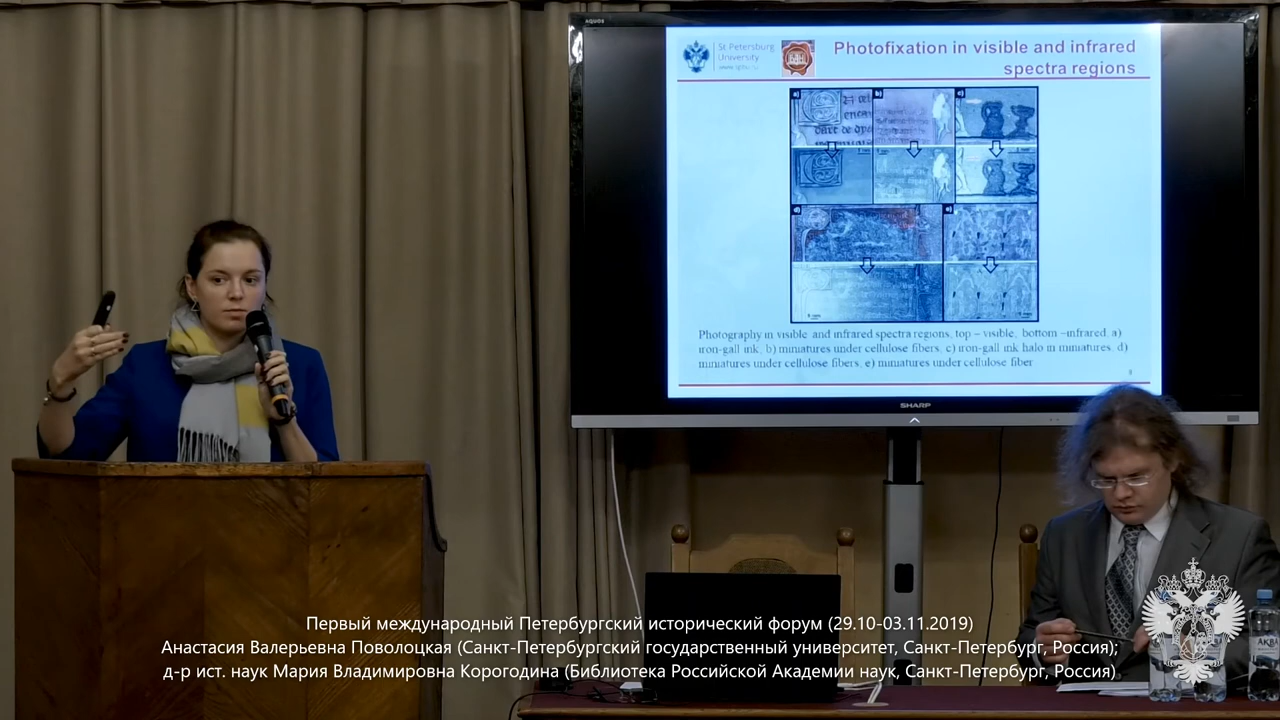 AQUOS
St Petersburg
University
Photofixation in visible and infrared
spectra regions
a)
b)
c)
d)
e)
Photography in visible and infrared spectra regions, top – visible, bottom –infrared. a)
iron-gall ink, b) miniatures under cellulose fibers, c) iron-gall ink halo in miniatures, d)
miniatures under cellulose fibers, e) miniatures under cellulose fiber
SHARP
Первый международный Петербургский исторический форум (29.10-03.11.2019)
Анастасия Валерьевна Поволоцкая (Санкт-Петербургский государственный университет, Санкт-Петербург, Россия);
д-р ист. наук Мария Владимировна Корогодина (Библиотека Российской Академии наук, Санкт-Петербург, Россия)